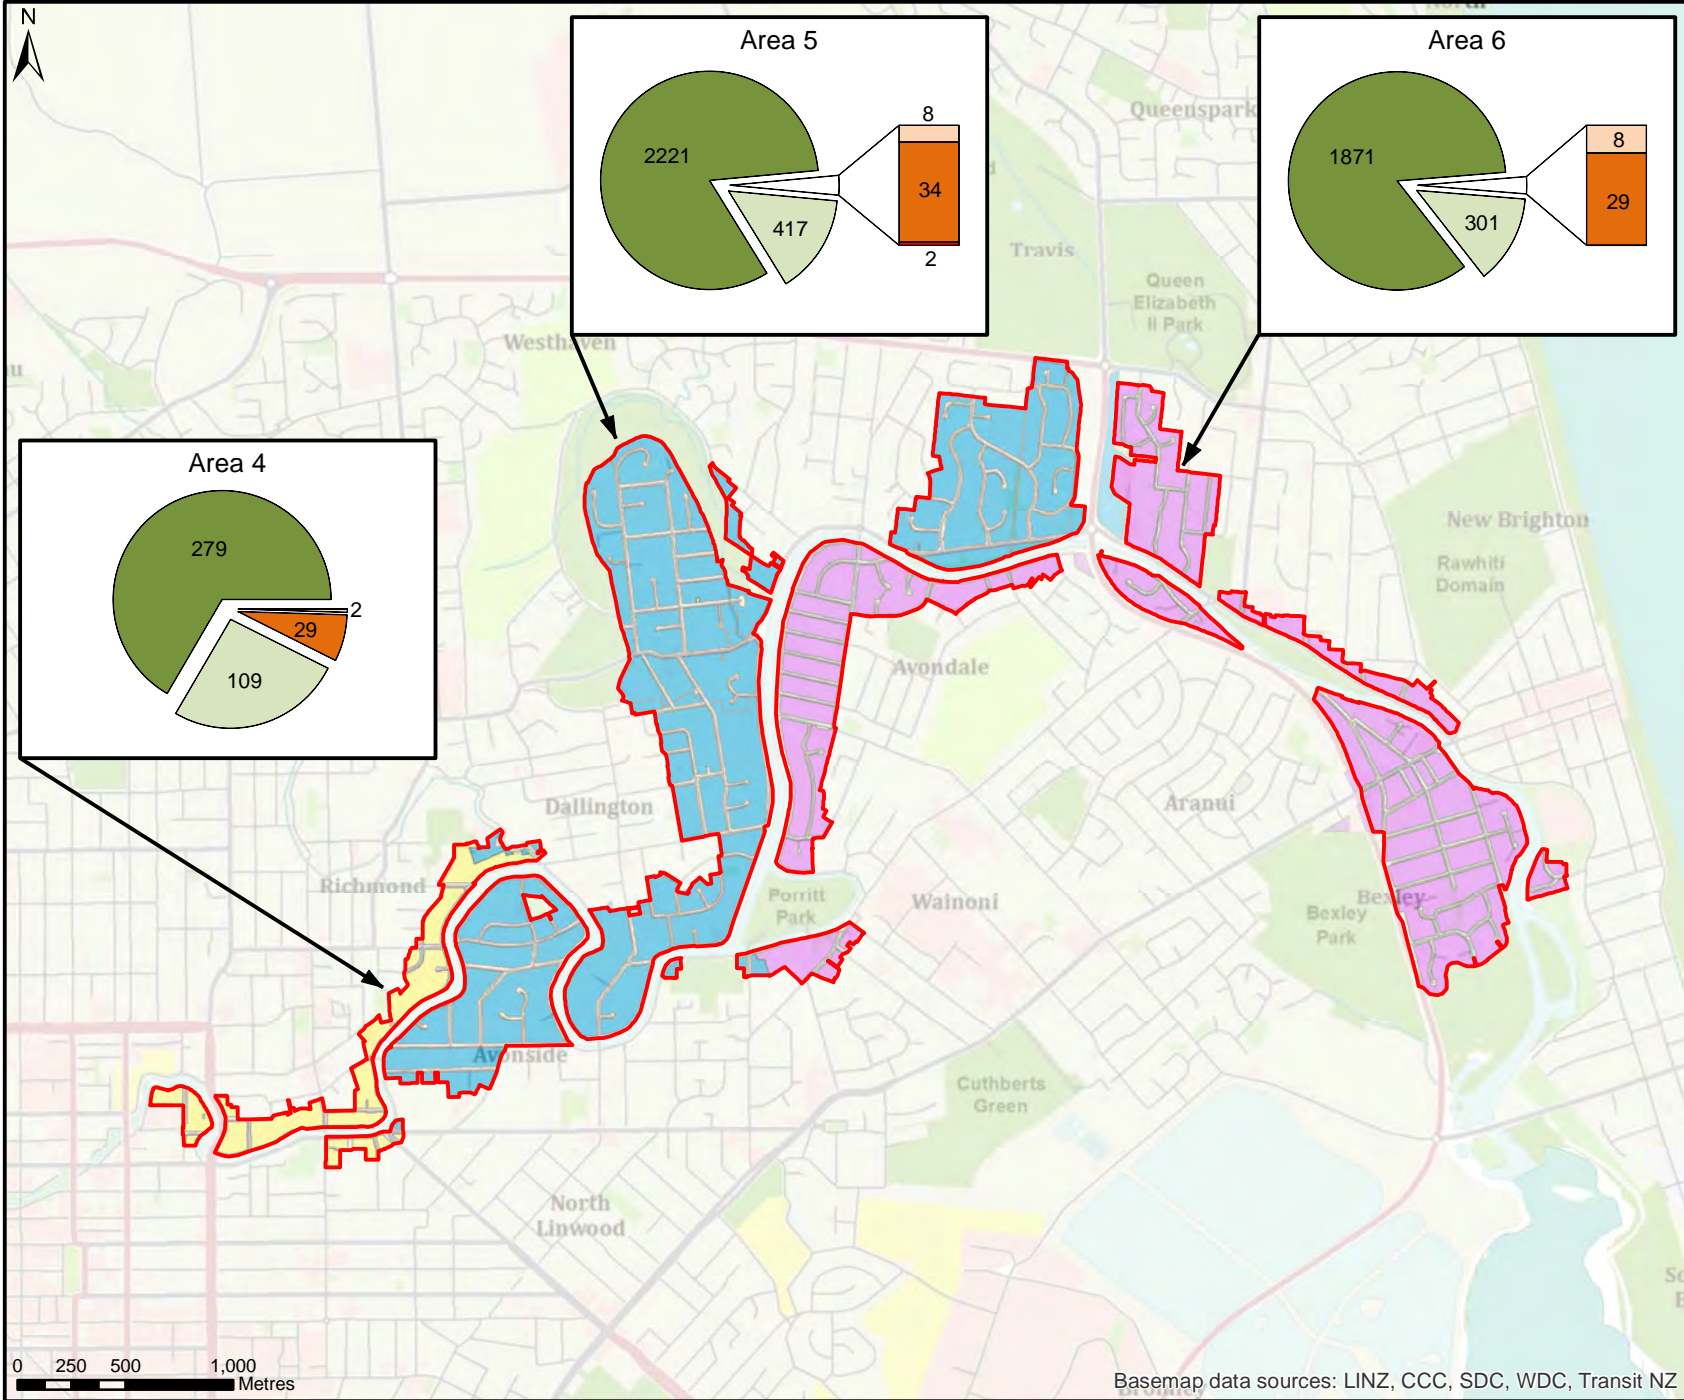 N
Area 5
2221
417
8
34
2
Area 6
1871
301
8
29
Area 4
279
2
29
109
Queenspark
Travis
Queen
Elizabeth
II Park
Westhaven
New Brighton
Rawhiti
Domain
Avondale
Dallington
Aranui
Richmond
Porritt
Park
Wainoni
Bexley
Bexley
Park
Avonside
Cuthberts
Green
North
Linwood
0 250 500 1,000
Metres
Basemap data sources: LINZ, CCC, SDC, WDC, Transit NZ